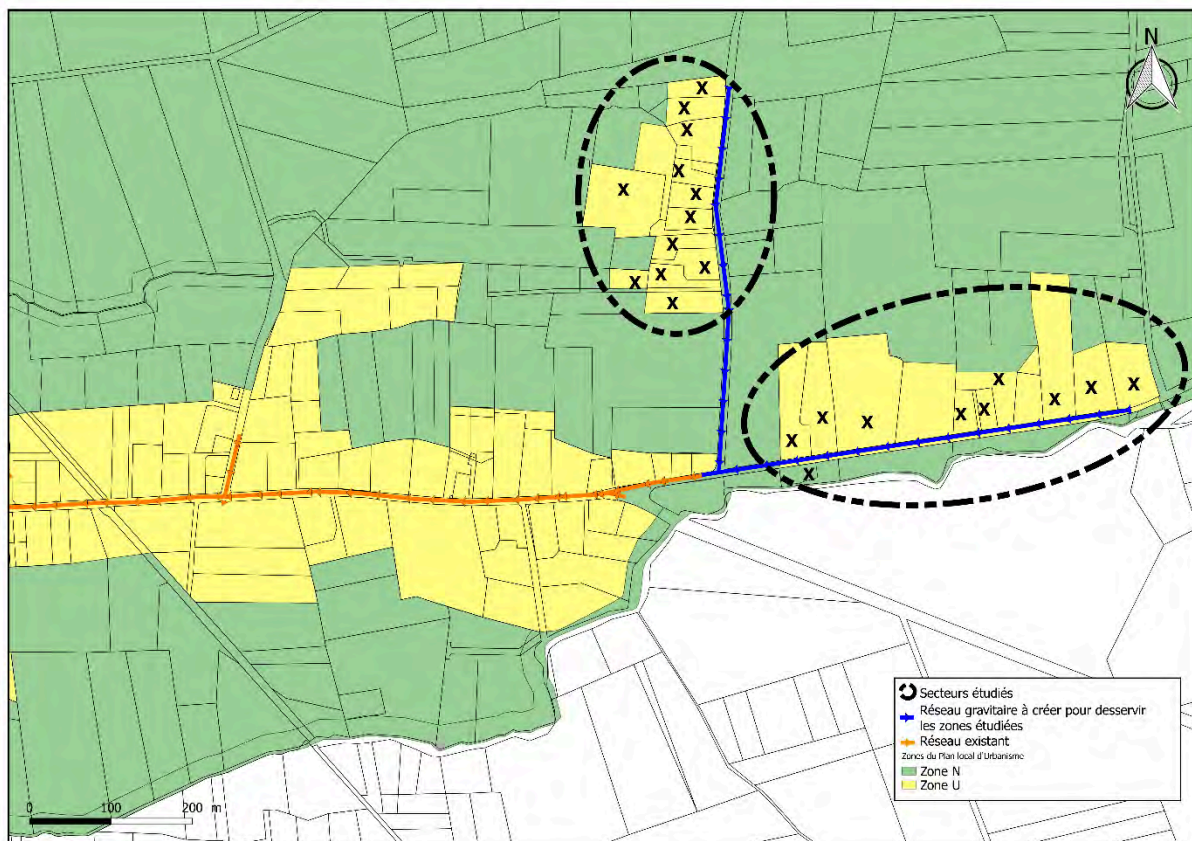 N
Secteurs étudiés
Réseau gravitaire à créer pour desservir
les zones étudiées
Réseau existant
Zones du Plan local d'Urbanisme
Zone N
Zone U
0 100 200 m